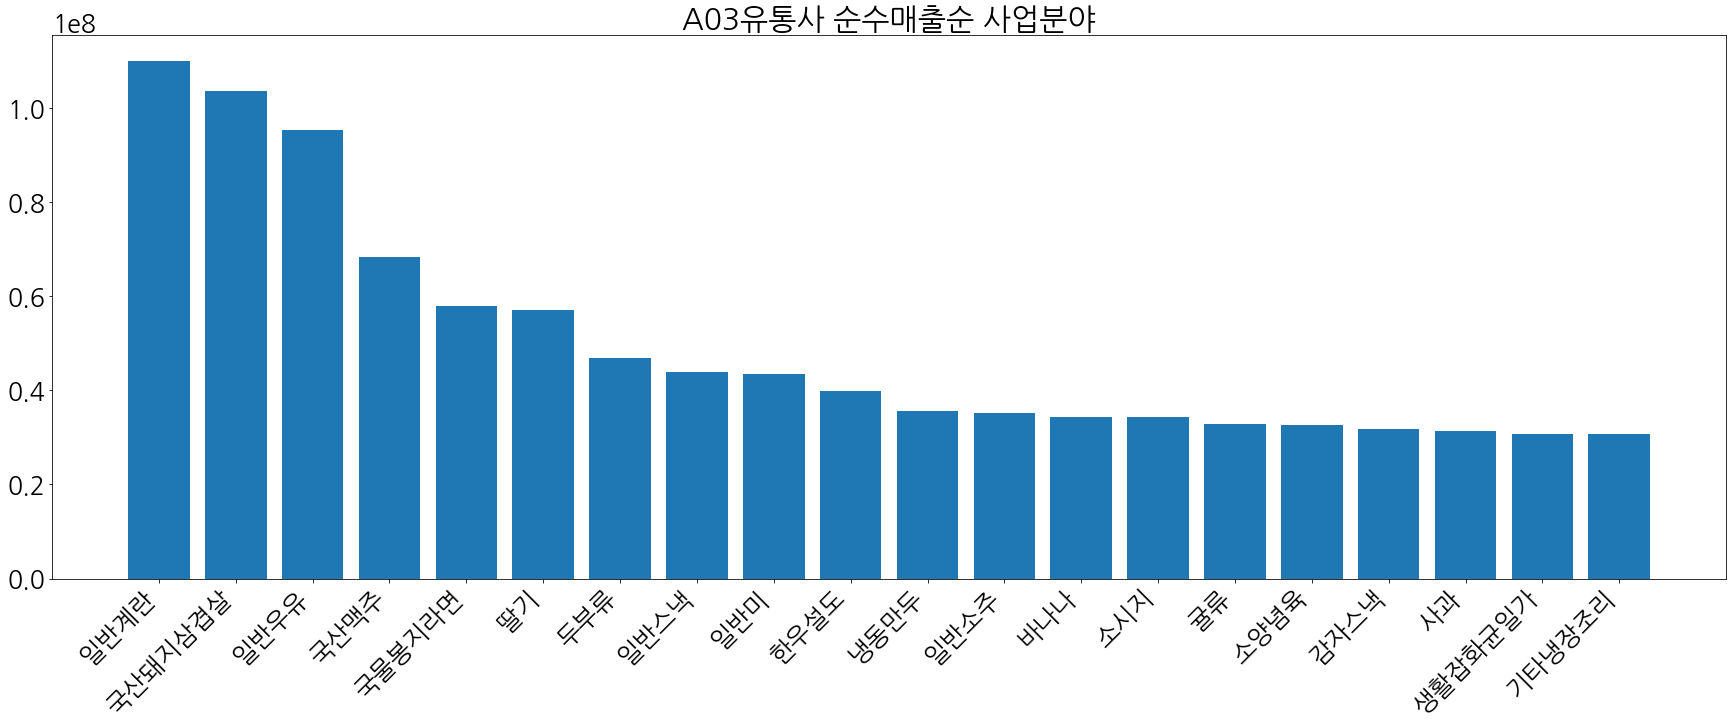 A03유통사 순수매출순 사업분야
1e8
1.0
0.8
0.6
0.4
0.2
0.0
일반계란
국산돼지삼겹살
일반우유
국산맥주
국물봉지라면
딸기
두부류
일반스낵
일반미
한우설도
냉동만두
일반소주
바나나
소시지
귤류
소양념육
감자스낵
사과
생활잡화균일가
기타냉장조리